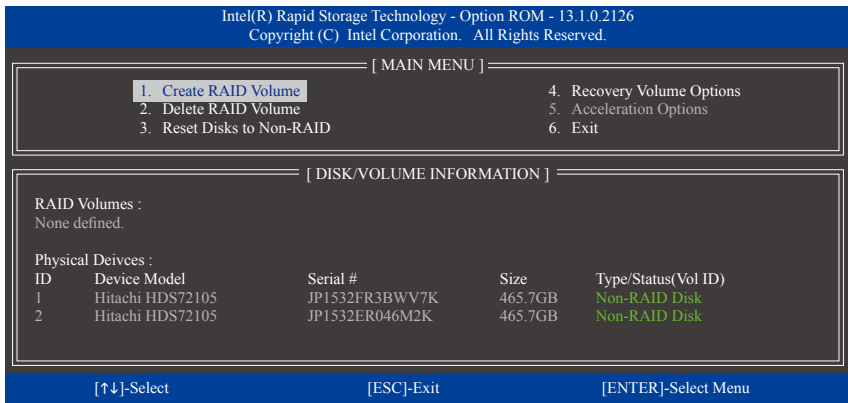 Intel(R) Rapid Storage Technology - Option ROM - 13.1.0.2126
Copyright (C) Intel Corporation. All Rights Reserved.
[ MAIN MENU ]
1. Create RAID Volume
2. Delete RAID Volume
3. Reset Disks to Non-RAID
4. Recovery Volume Options
5. Acceleration Options
6. Exit
[ DISK/VOLUME INFORMATION ]
RAID Volumes :
None defined.
Physical Deivces :
ID Device Model Serial # Size Type/Status(Vol ID)
1 Hitachi HDS72105 JP1532FR3BWV7K 465.7GB Non-RAID Disk
2 Hitachi HDS72105 JP1532ER046M2K 465.7GB Non-RAID Disk
[↑↓]-Select [ESC]-Exit [ENTER]-Select Menu